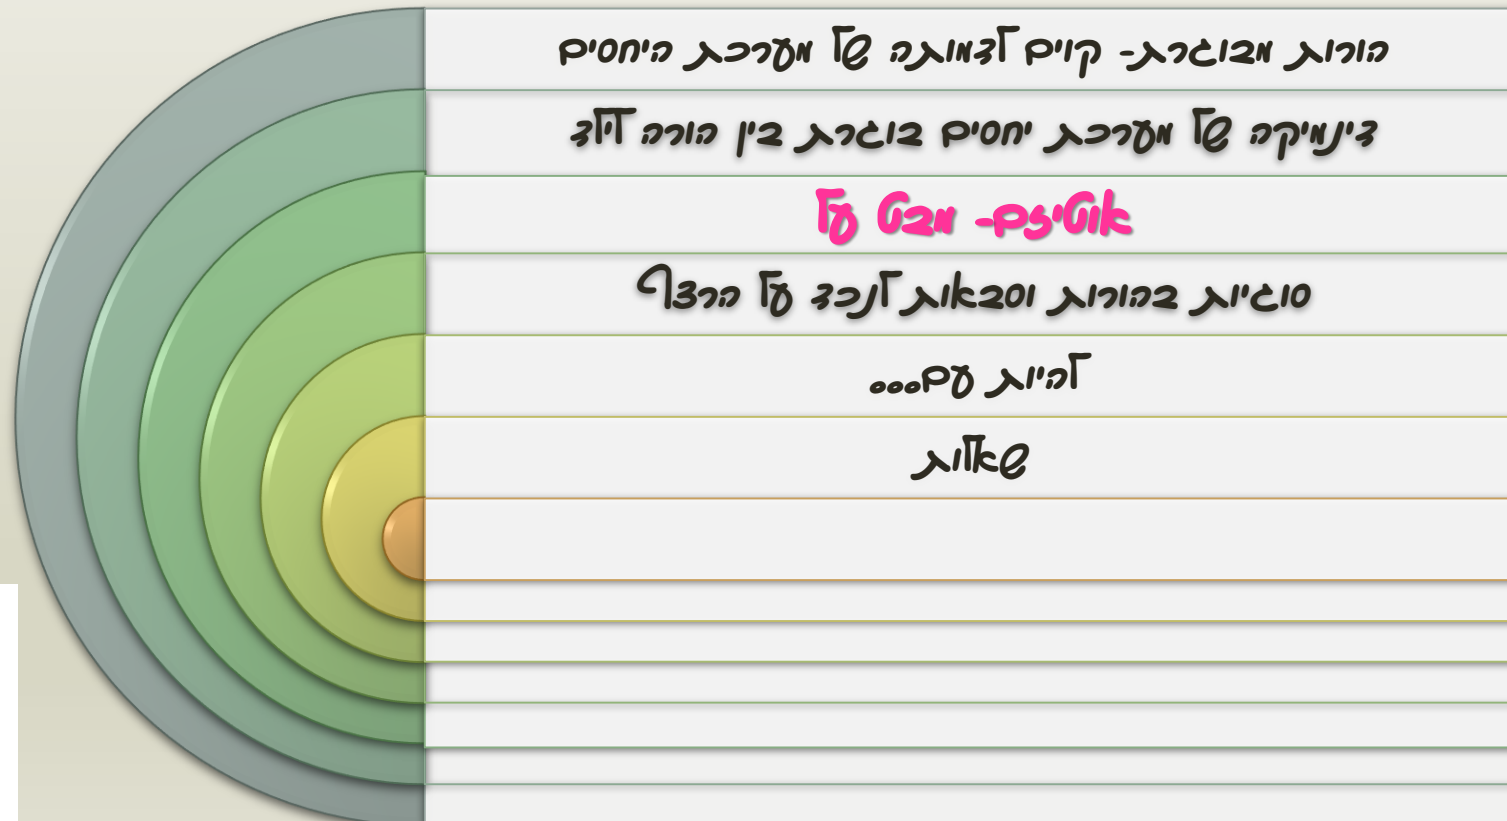 הורות מבוגרת- קוים לדמותה של מערכת היחסים
דינמיקה של מערכת יחסים בוגרת בין הורה לילד
אוטיזם- מבט על
סוגיות בהורות וסבאות לנכד על הרצף
להיות עם...
שאלות